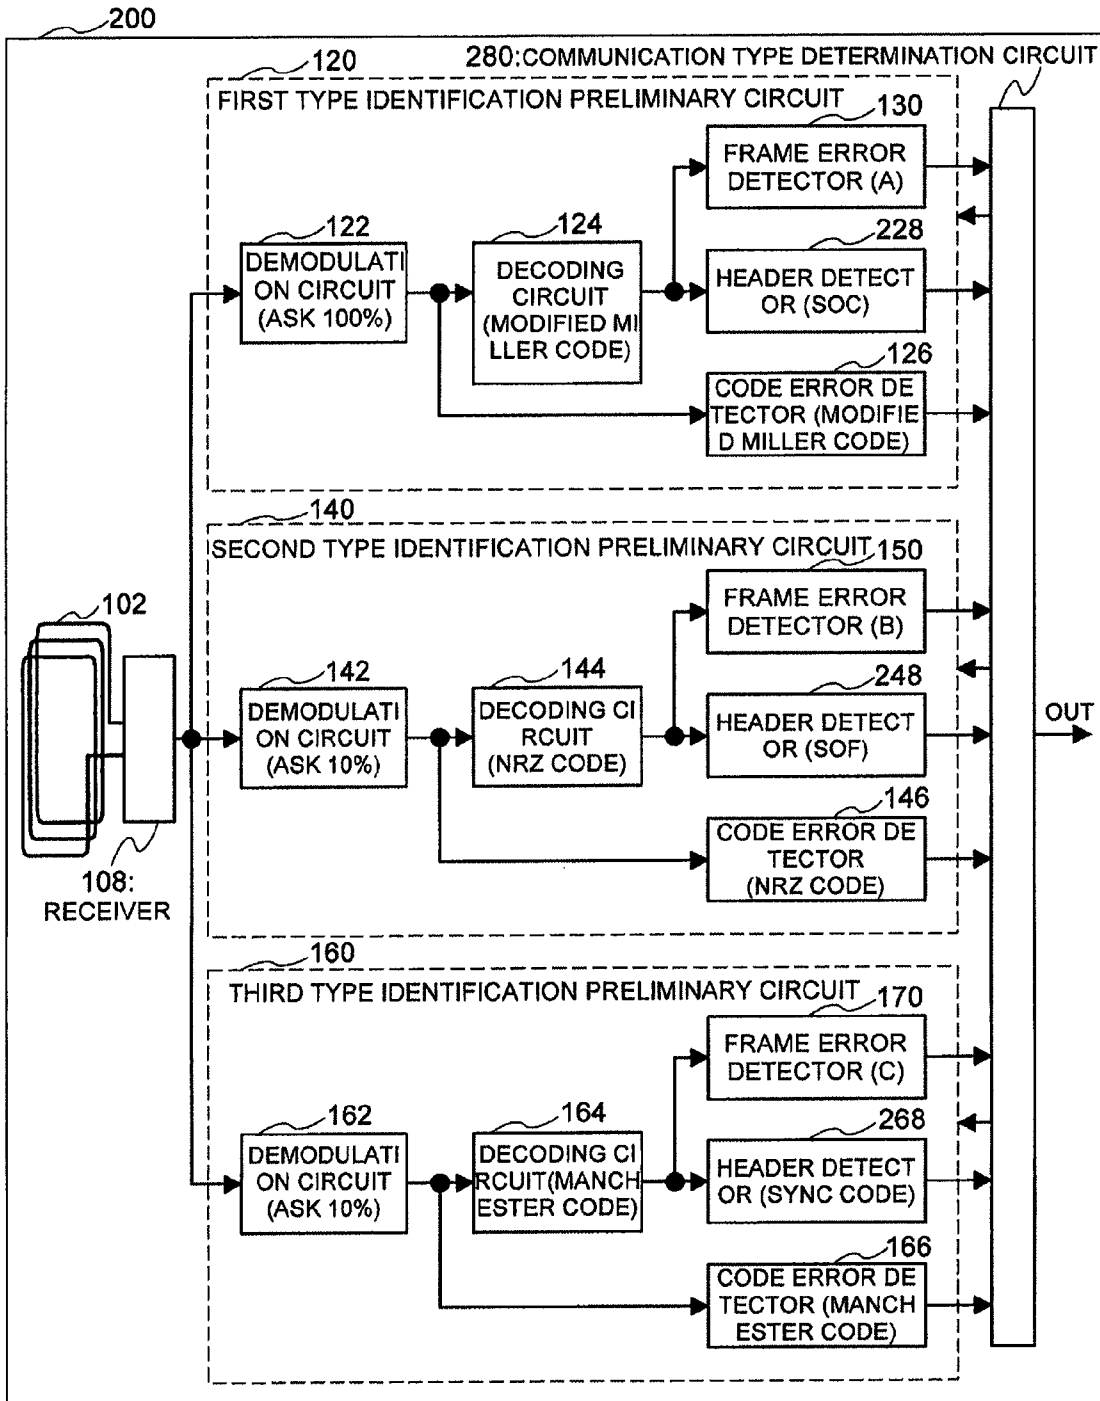 200
280:COMMUNICATION TYPE DETERMINATION CIRCUIT
120
FIRST TYPE IDENTIFICATION PRELIMINARY CIRCUIT
130
FRAME ERROR
DETECTOR (A)
122
DEMODULATI
ON CIRCUIT
(ASK 100%)
124
DECODING
CIRCUIT
(MODIFIED MI
LLER CODE)
228
HEADER DETECT
OR (SOC)
126
CODE ERROR DE
TECTOR (MODIFIE
D MILLER CODE)
140
SECOND TYPE IDENTIFICATION PRELIMINARY CIRCUIT
150
FRAME ERROR
DETECTOR (B)
102
142
DEMODULATI
ON CIRCUIT
(ASK 10%)
144
DECODING CI
RCUIT
(NRZ CODE)
248
HEADER DETECT
OR (SOF)
OUT
146
CODE ERROR DE
TECTOR
(NRZ CODE)
108:
RECEIVER
160
THIRD TYPE IDENTIFICATION PRELIMINARY CIRCUIT
170
FRAME ERROR
DETECTOR (C)
162
DEMODULATI
ON CIRCUIT
(ASK 10%)
164
DECODING CI
RCUIT(MANCH
ESTER CODE)
268
HEADER DETECT
OR (SYNC CODE)
166
CODE ERROR DE
TECTOR (MANCH
ESTER CODE)